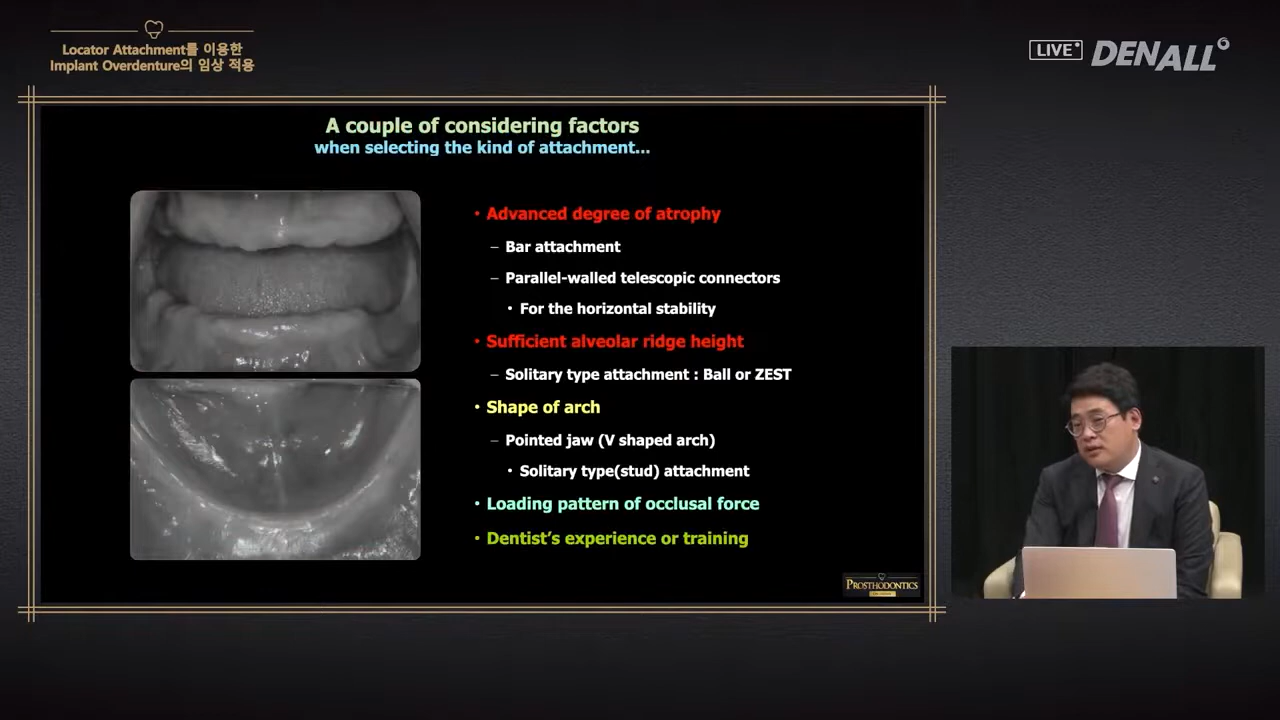 Locator Attachment를 이용한
Implant Overdenture의 임상 적용
LIVE
DENALL
A couple of considering factors
when selecting the kind of attachment...
• Advanced degree of atrophy
– Bar attachment
– Parallel-walled telescopic connectors
• For the horizontal stability
• Sufficient alveolar ridge height
– Solitary type attachment : Ball or ZEST
• Shape of arch
– Pointed jaw (V shaped arch)
• Solitary type(stud) attachment
• Loading pattern of occlusal force
• Dentist's experience or training
PROSTHODONTICS